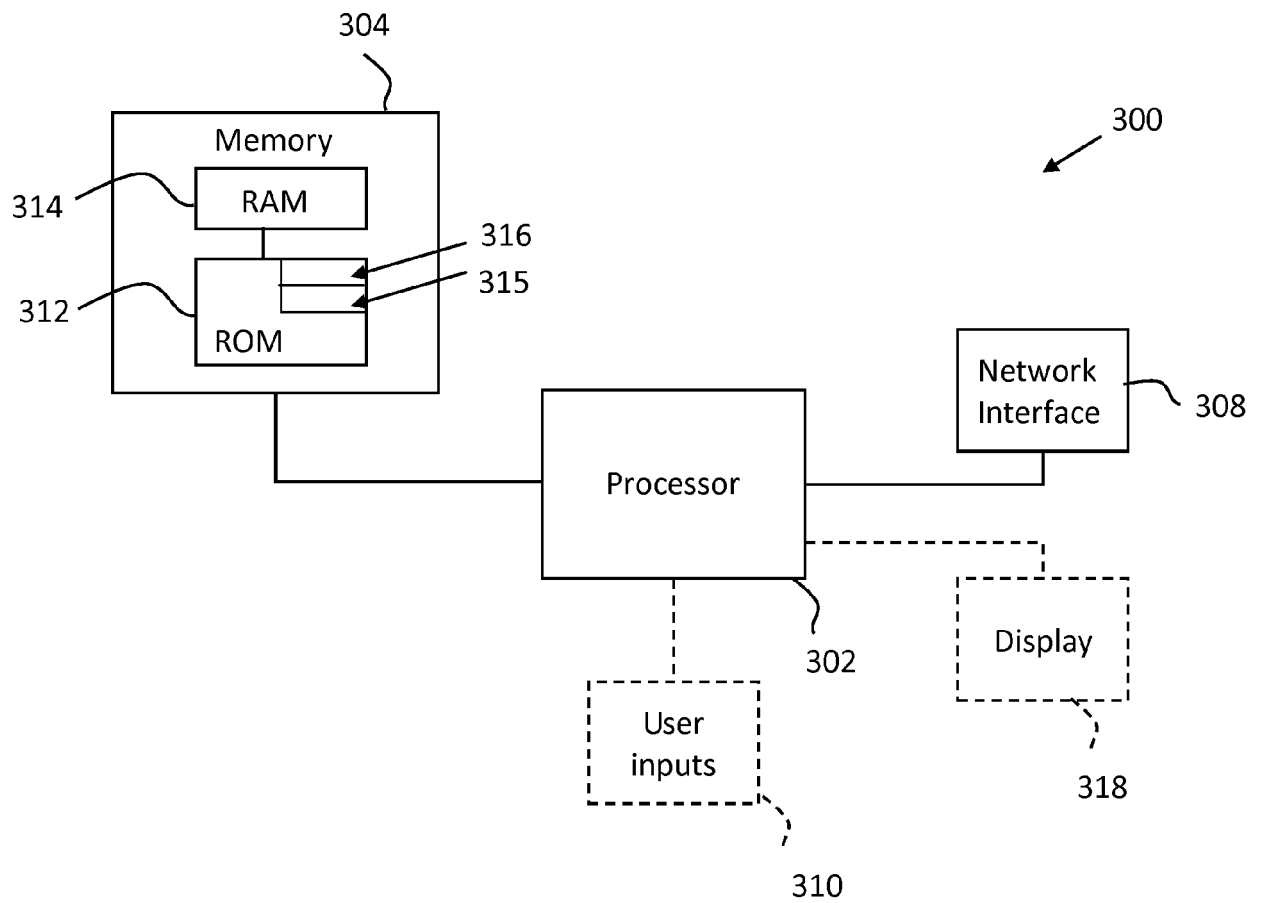 304
300
Memory
314
RAM
316
315
312
ROM
Network
Interface
308
Processor
302
Display
User
inputs
318
310